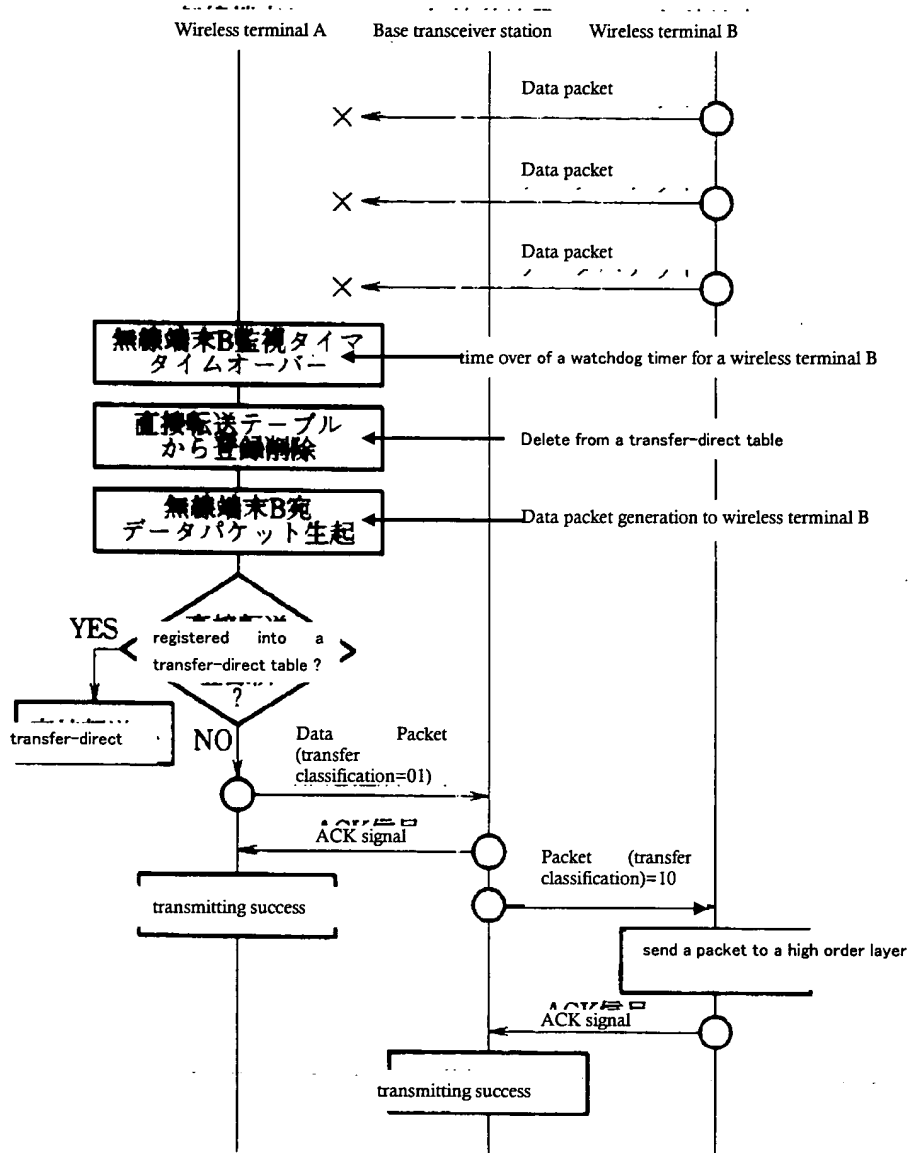 Wireless terminal A Base transceiver station Wireless terminal B
Data packet
Data packet
Data packet
無線端末B監視タイマ
タイムオーバー
time over of a watchdog timer for a wireless terminal B
直接転送テーブル
から登録削除
Delete from a transfer-direct table
無線端末B宛
データパケット生起
Data packet generation to wireless terminal B
YES
registered into a
transfer-direct table ?
?
transfer-direct
NO
Data Packet
(transfer
classification=01)
ACK signal
Packet (transfer
classification)=10
transmitting success
send a packet to a high order layer
ACK signal
transmitting success